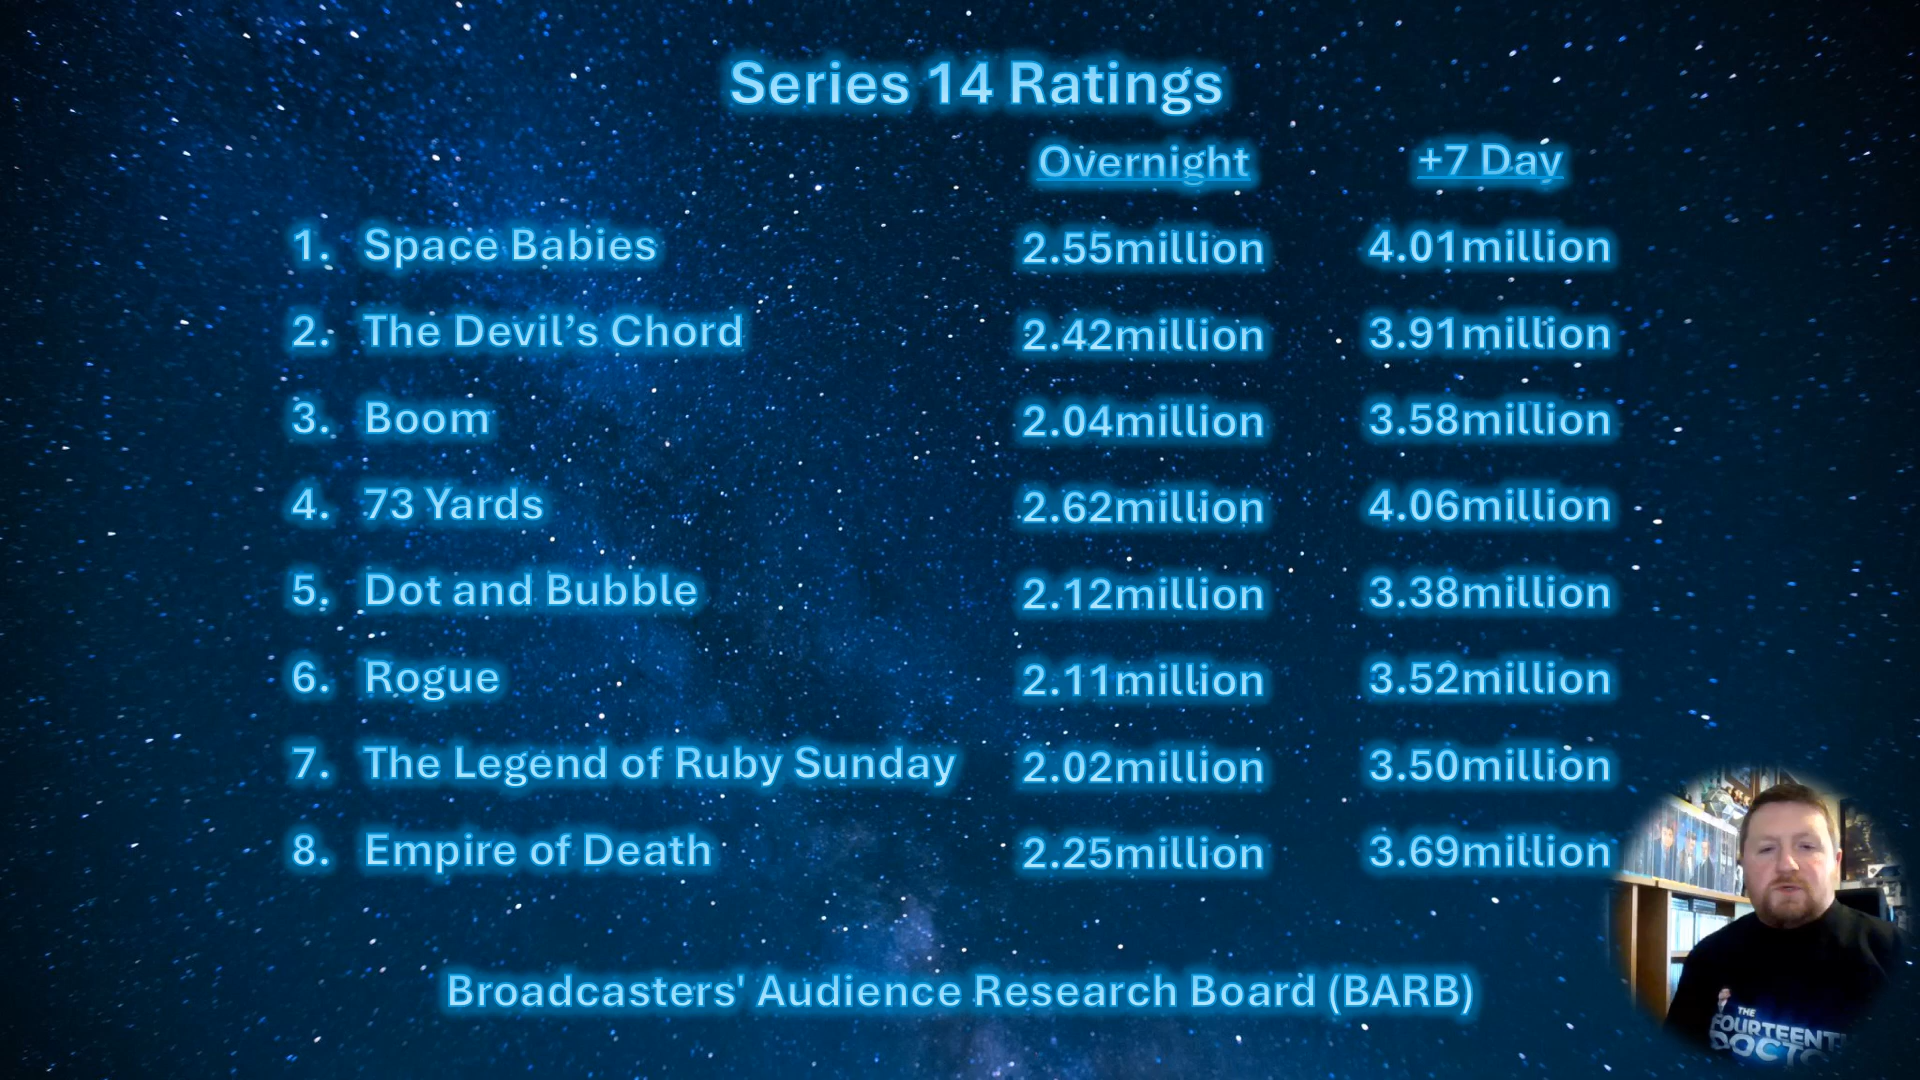 Series 14 Ratings
Overnight +7 Day
1. Space Babies 2.55million 4.01million
2. The Devil’s Chord 2.42million 3.91million
3. Boom 2.04million 3.58million
4. 73 Yards 2.62million 4.06million
5. Dot and Bubble 2.12million 3.38million
6. Rogue 2.11million 3.52million
7. The Legend of Ruby Sunday 2.02million 3.50million
8. Empire of Death 2.25million 3.69million
Broadcasters' Audience Research Board (BARB)
THE
FOURTEENT
DOCTO